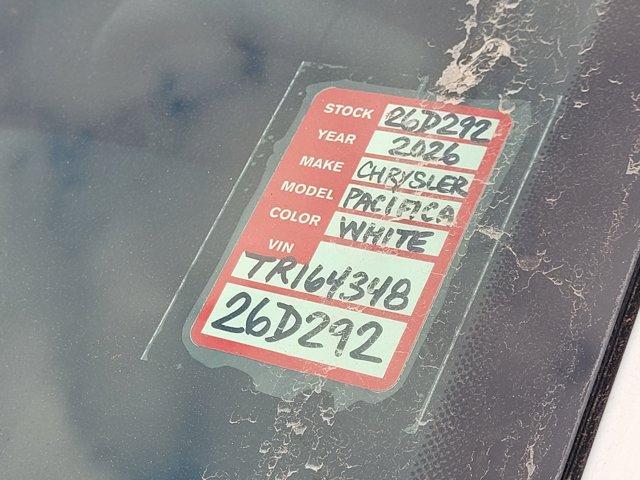 STOCK 26D292
YEAR 2026
MAKE CHRYSLER
MODEL PACIFICA
COLOR WHITE
VIN
TR164348
26D292